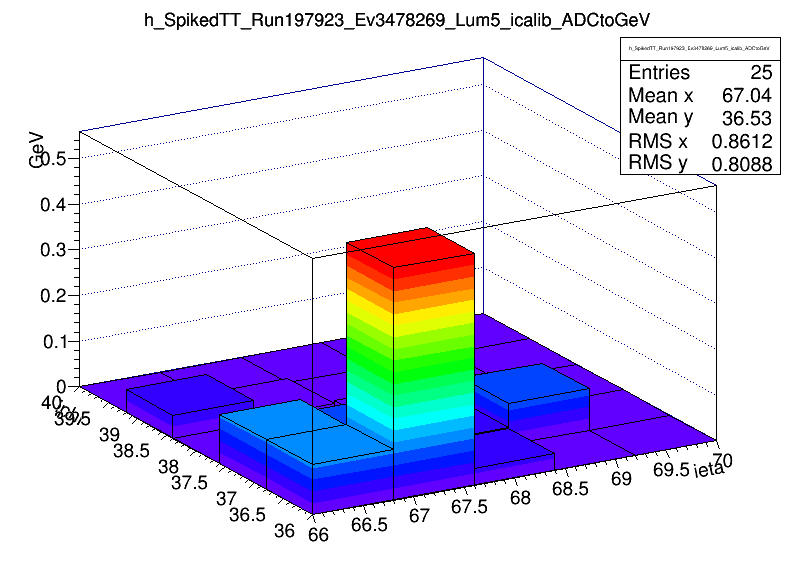 h_SpikedTT_Run197923_Ev3478269_Lum5_icalib_ADCtoGeV
h_SpikedTT_Run197923_Ev3478269_Lum5_icalib_ADCtoGeV
Entries 25
Mean x 67.04
Mean y 36.53
RMS x 0.8612
RMS y 0.8088
GeV
0.5
0.4
0.3
0.2
0.1
0
40
39.5
39
38.5
38
37.5
37
36.5
36
66
66.5
67
67.5
68
68.5
69
69.5
70
ieta